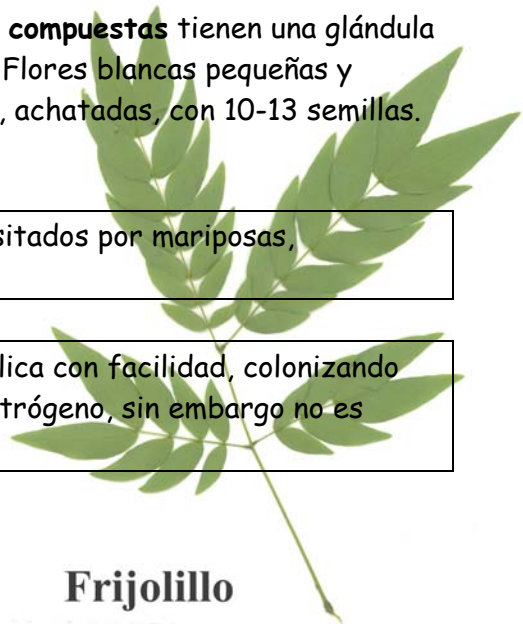 compuestas tienen una glándula
Flores blancas pequeñas y
, achatadas, con 10-13 semillas.
sitados por mariposas,
lica con facilidad, colonizando
trógeno, sin embargo no es
Frijolillo